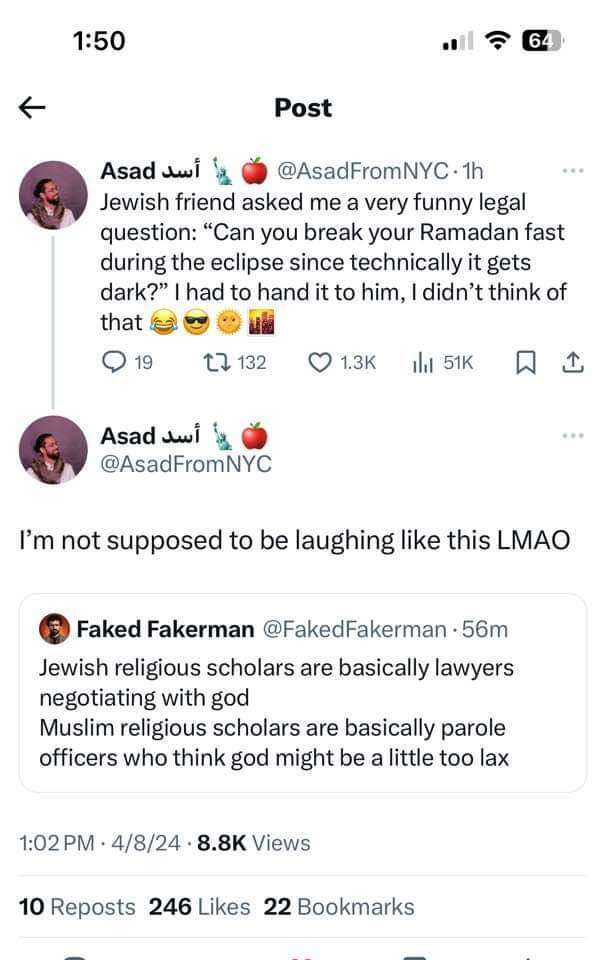 1:50
64
Post
Asad أسد 🗽 🍎 @AsadFromNYC · 1h
Jewish friend asked me a very funny legal
question: “Can you break your Ramadan fast
during the eclipse since technically it gets
dark?” I had to hand it to him, I didn’t think of
that 😂😎🌞🌇
19 132 1.3K 51K
Asad أسد 🗽 🍎
@AsadFromNYC
I’m not supposed to be laughing like this LMAO
Faked Fakerman @FakedFakerman · 56m
Jewish religious scholars are basically lawyers
negotiating with god
Muslim religious scholars are basically parole
officers who think god might be a little too lax
1:02 PM · 4/8/24 · 8.8K Views
10 Reposts 246 Likes 22 Bookmarks